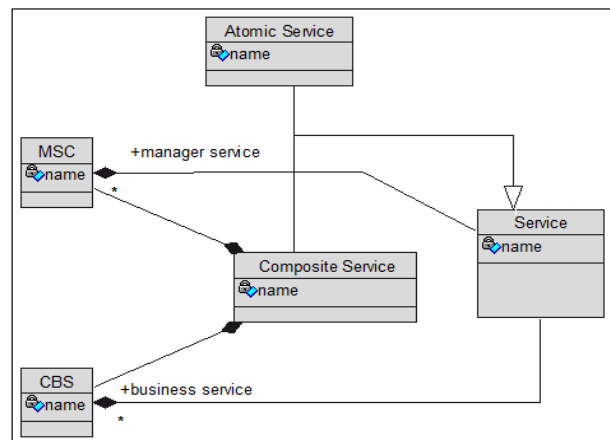 Atomic Service
name
MSC
name
+manager service
*
Service
name
Composite Service
name
CBS
name
+business service
*